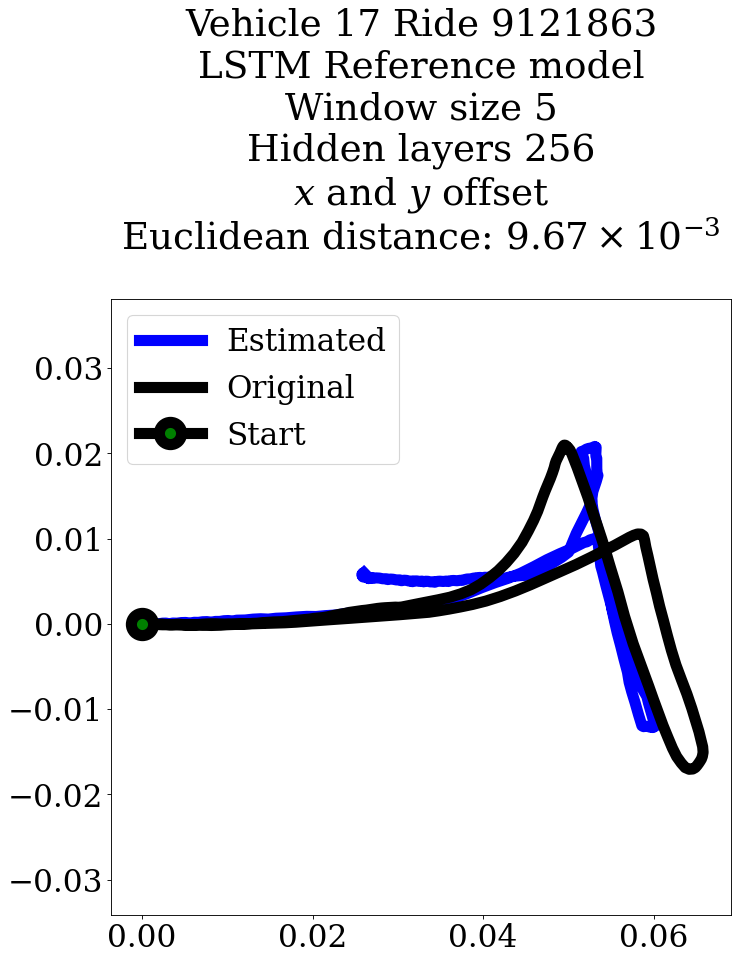 Vehicle 17 Ride 9121863
LSTM Reference model
Window size 5
Hidden layers 256
x and y offset
Euclidean distance: 9.67 × 10⁻³
Estimated
Original
Start
0.03
0.02
0.01
0.00
−0.01
−0.02
−0.03
0.00 0.02 0.04 0.06